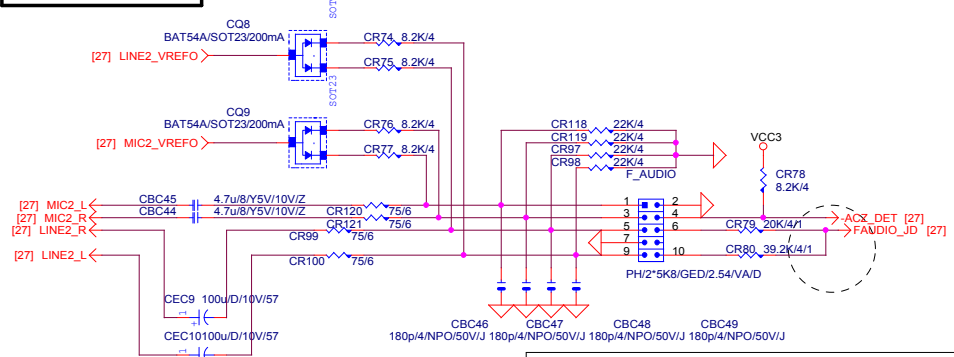 SOT23
CQ8
BAT54A/SOT23/200mA
[27] LINE2_VREFO
CR74 8.2K/4
CR75 8.2K/4
SOT23
CQ9
BAT54A/SOT23/200mA
[27] MIC2_VREFO
CR76 8.2K/4
CR77 8.2K/4
CR118 22K/4
CR119 22K/4
CR97 22K/4
CR98 22K/4
F_AUDIO
VCC3
CR78
8.2K/4
CBC45 4.7u/8/Y5V/10V/Z
[27] MIC2_L
CBC44 4.7u/8/Y5V/10V/Z
[27] MIC2_R
CR120 75/6
[27] LINE2_R
CR121 75/6
CR99
[27] LINE2_L
CR100 75/6
1 2
3 4
5 6
7
9 10
-ACZ_DET [27]
CR79 20K/4/1
FAUDIO_JD [27]
CR80 39.2K/4/1
PH/2*5K8/GED/2.54/VA/D
CEC9 100u/D/10V/57
1 +
CEC10 100u/D/10V/57
1
CBC46 CBC47 CBC48 CBC49
180p/4/NPO/50V/J 180p/4/NPO/50V/J 180p/4/NPO/50V/J 180p/4/NPO/50V/J